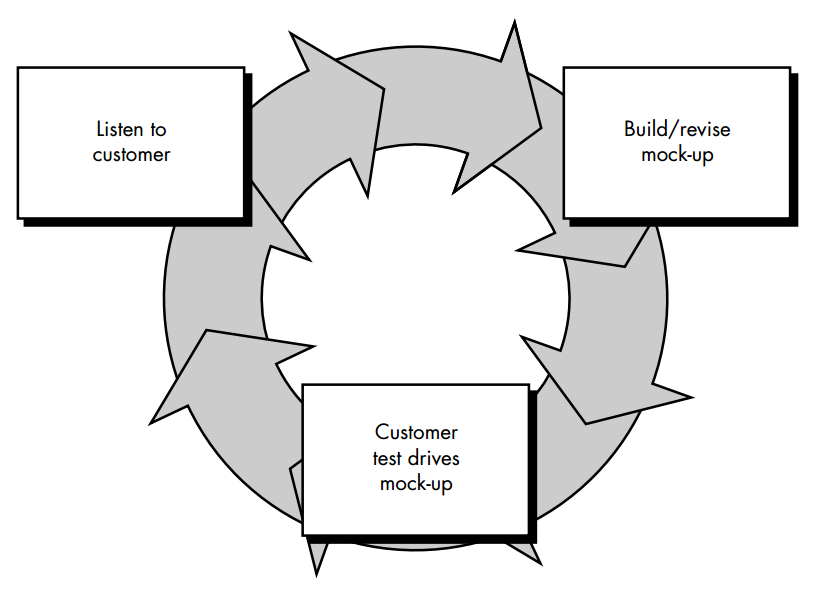 Listen to
customer
Build/revise
mock-up
Customer
test drives
mock-up